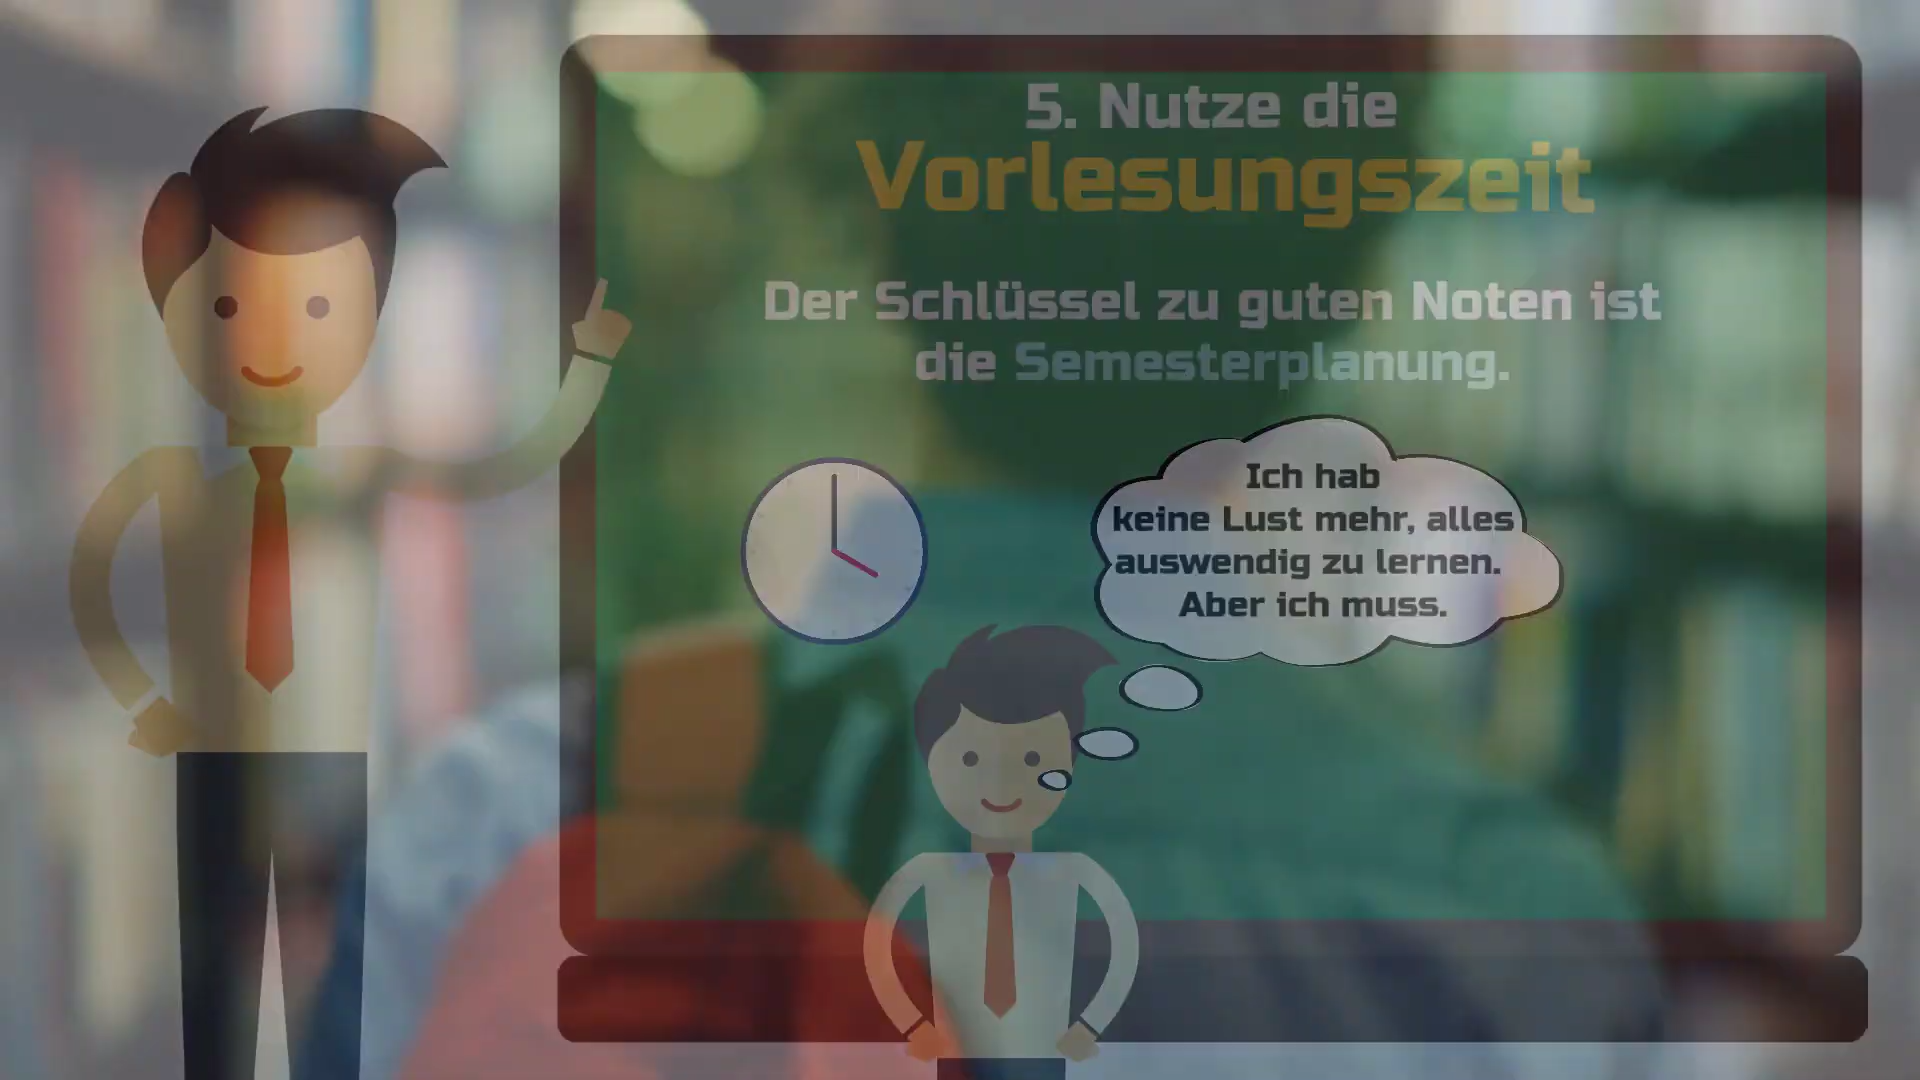 5. Nutze die
Vorlesungszeit
Der Schlüssel zu guten Noten ist
die Semesterplanung.
Ich hab
keine Lust mehr, alles
auswendig zu lernen.
Aber ich muss.